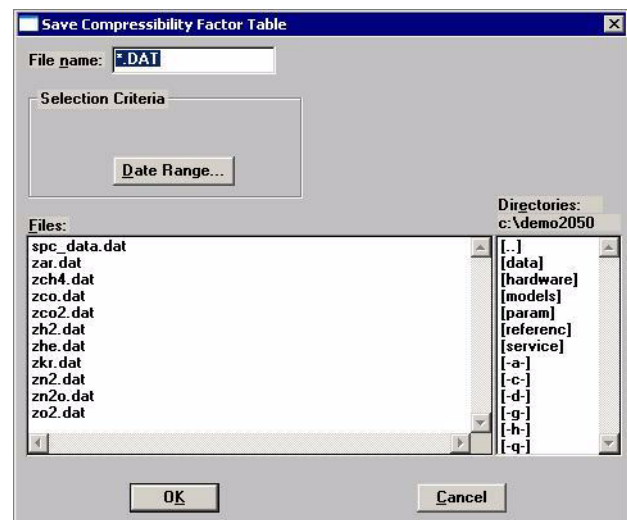 Save Compressibility Factor Table
File name: *.DAT
Selection Criteria
Date Range...
Directories:
c:\demo2050
Files:
spc_data.dat
zar.dat
zch4.dat
zco.dat
zco2.dat
zh2.dat
zhe.dat
zkr.dat
zn2.dat
zn2o.dat
zo2.dat
[..]
[data]
[hardware]
[models]
[param]
[referenc]
[service]
[-a-]
[-c-]
[-d-]
[-g-]
[-h-]
[-q-]
OK
Cancel